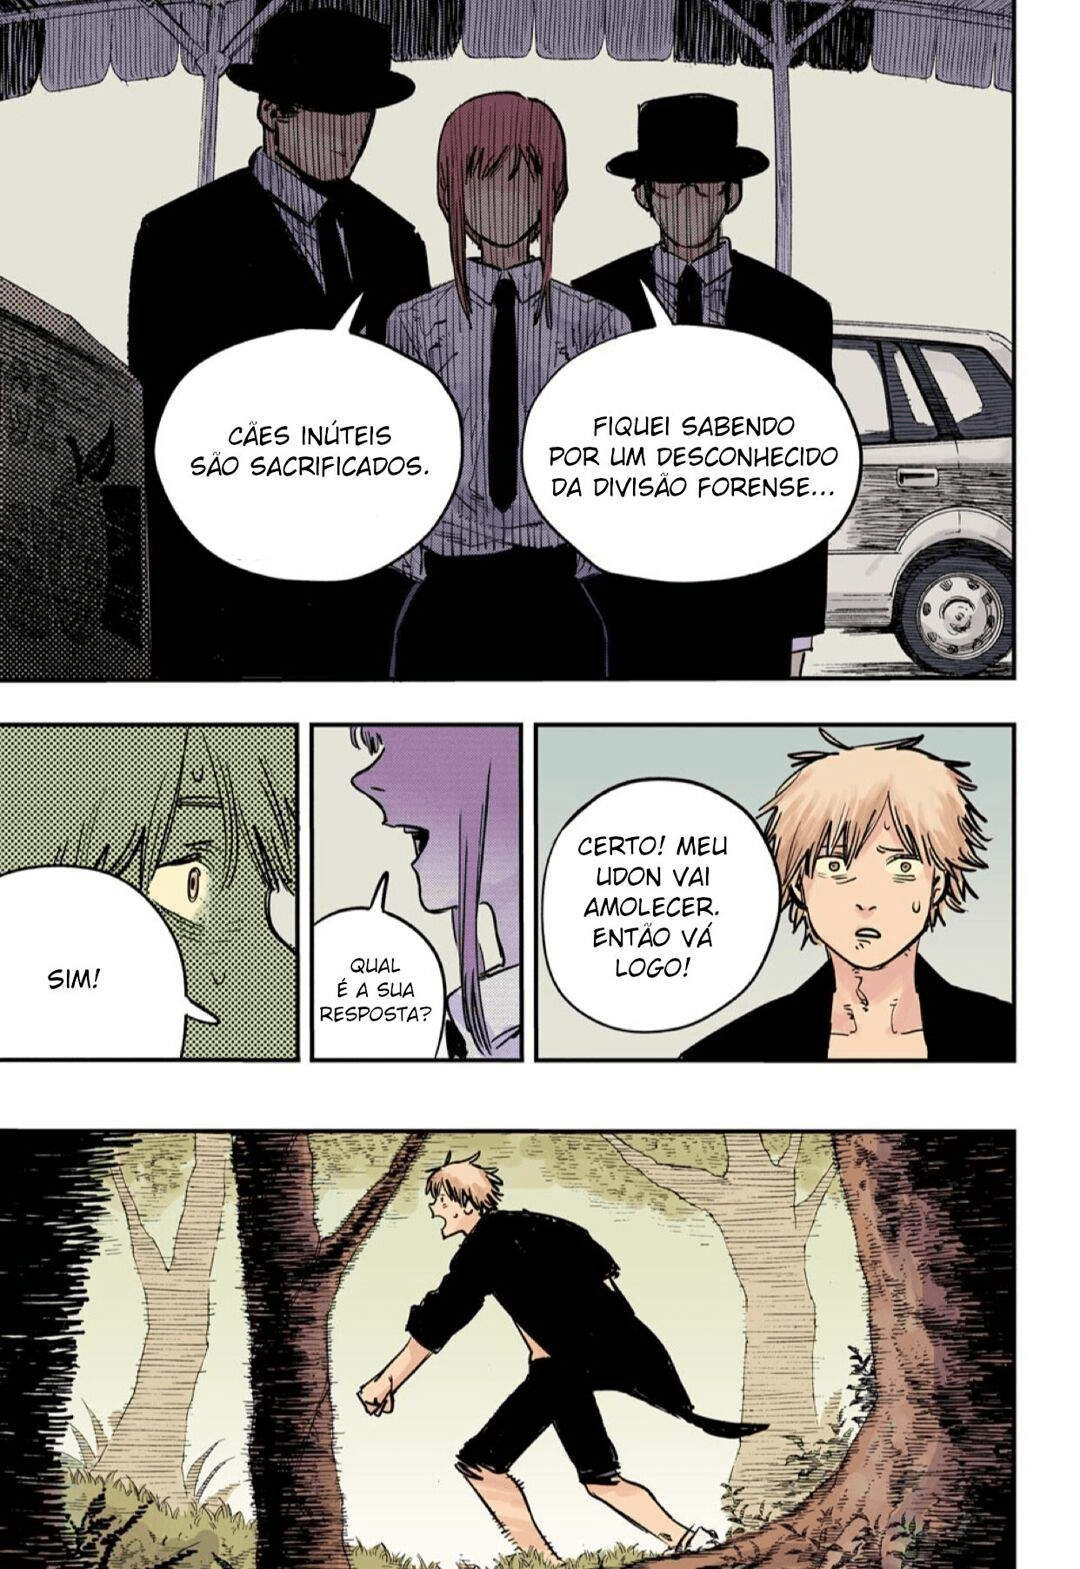 FIQUEI SABENDO
POR UM DESCONHECIDO
DA DIVISÃO FORENSE...
CÃES INÚTEIS
SÃO SACRIFICADOS.
CERTO! MEU
UDON VAI
AMOLECER.
ENTÃO VÁ
LOGO!
QUAL
É A SUA
RESPOSTA?
SIM!